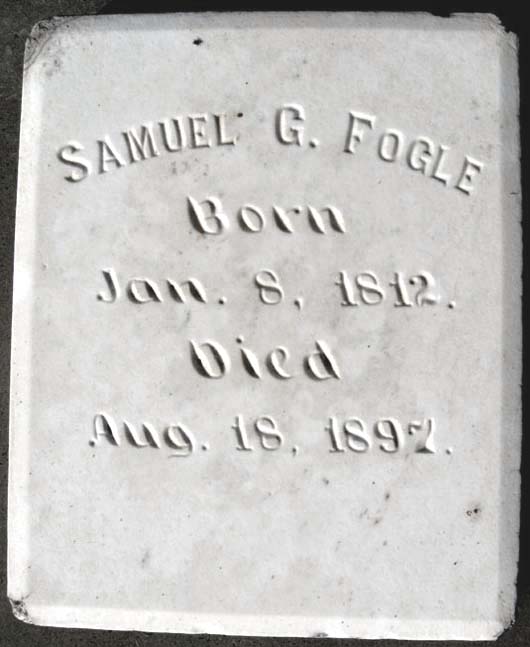 SAMUEL G. FOGLE
Born
Jan. 8, 1812.
Died
Aug. 18, 1897.